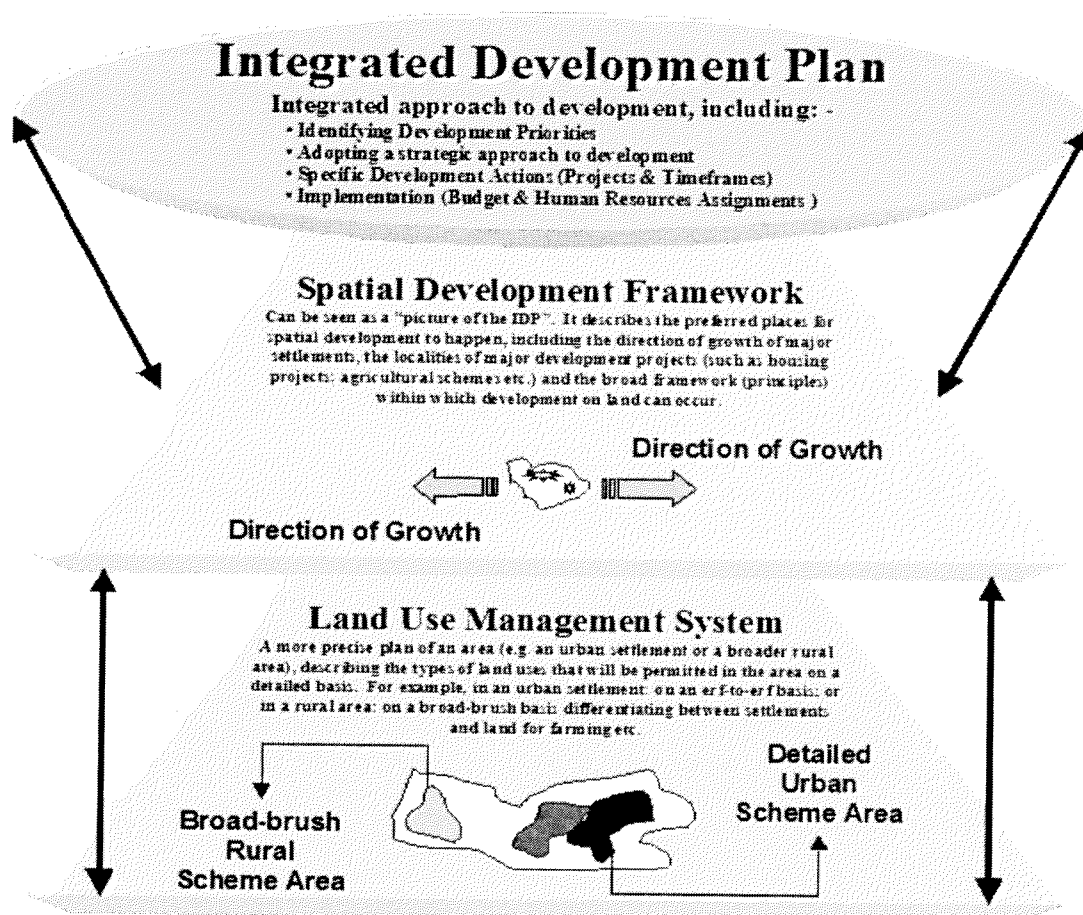 Integrated Development Plan
Integrated approach to development, including: -
• Identifying Development Priorities
• Adopting a strategic approach to development
• Specific Development Actions (Projects & Timeframes)
• Implementation (Budget & Human Resources Assignments )
Spatial Development Framework
Can be seen as a “picture of the IDP”. It describes the preferred places for
spatial development to happen, including the direction of growth of major
settlements, the localities of major development projects (such as housing
projects; agricultural schemes etc.) and the broad framework (principles)
within which development on land can occur.
Direction of Growth
Direction of Growth
Land Use Management System
A more precise plan of an area (e.g. an urban settlement or a broader rural
area), describing the types of land uses that will be permitted in the area on a
detailed basis. For example, in an urban settlement: on an erf-to-erf basis; or
in a rural area: on a broad-brush basis differentiating between settlements
and land for farming etc.
Detailed
Urban
Scheme Area
Broad-brush
Rural
Scheme Area